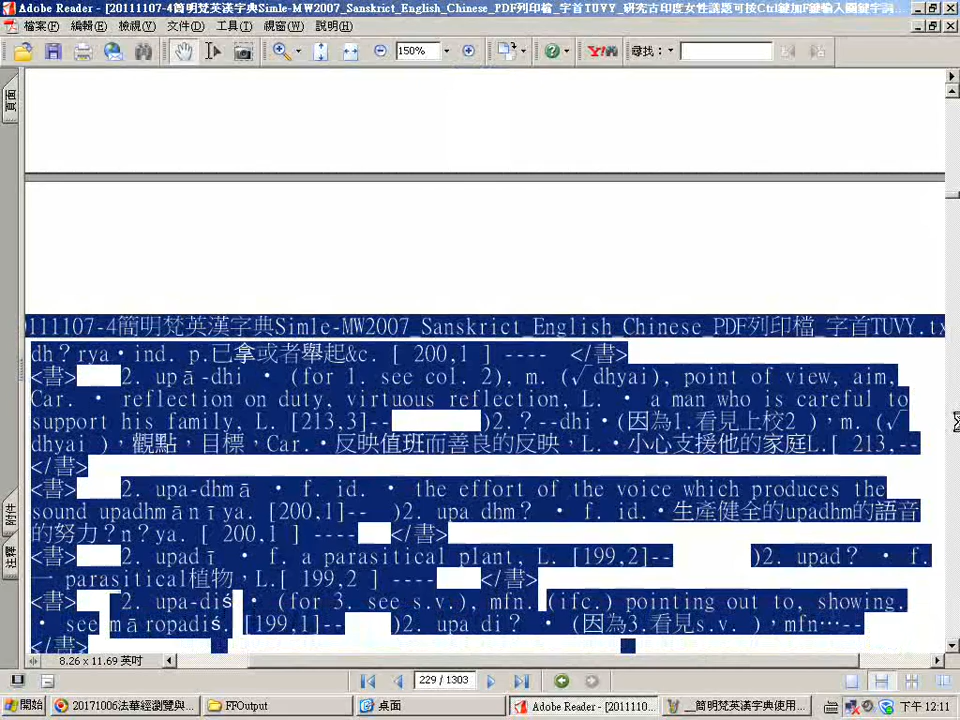 Adobe Reader - [20111107-4簡明梵英漢字典Simle-MW2007_Sanskrict_English_Chinese_PDF列印檔_字首TUVY_研究古印度女性議題可按Ctrl鍵加F鍵輸入關鍵字詞...
檔案(F) 編輯(E) 檢視(V) 文件(D) 工具(T) 視窗(W) 說明(H)
150% Y! 尋找:
頁面
0111107-4簡明梵英漢字典Simle-MW2007_Sanskrict_English_Chinese_PDF列印檔_字首TUVY.tx
dh？rya‧ind. p.已拿或者舉起&c. [ 200,1 ] ---- </書>
<書> 2. upā-dhi ‧ (for 1. see col. 2), m. (√dhyai), point of view, aim,
Car. ‧ reflection on duty, virtuous reflection, L. ‧ a man who is careful to
support his family, L. [213,3]-- )2.？--dhi‧(因為1.看見上校2 )，m. (√
dhyai )，觀點，目標，Car.‧反映值班而善良的反映，L.‧小心支援他的家庭L.[ 213,--
</書>
<書> 2. upa-dhmā ‧ f. id. ‧ the effort of the voice which produces the
sound upadhmānīya. [200,1]-- )2. upa dhm？ ‧ f. id.‧生產健全的upadhm的語音
的努力？n？ya. [ 200,1 ] ---- </書>
<書> 2. upadī ‧ f. a parasitical plant, L. [199,2]-- )2. upad？ ‧ f.
一 parasitical植物，L.[ 199,2 ] ---- </書>
<書> 2. upa-diś ‧ (for 3. see s.v.), mfn. (ifc.) pointing out to, showing.
‧ see māropadiś. [199,1]-- )2. upa di？ ‧ (因為3.看見s.v. )，mfn…--
</書>
附件
注釋
8.26 x 11.69 英吋
229 / 1303
開始 20171006法華經瀏覽與... FFOutput 桌面 Adobe Reader - [2011110... __簡明梵英漢字典使用... 下午 12:11